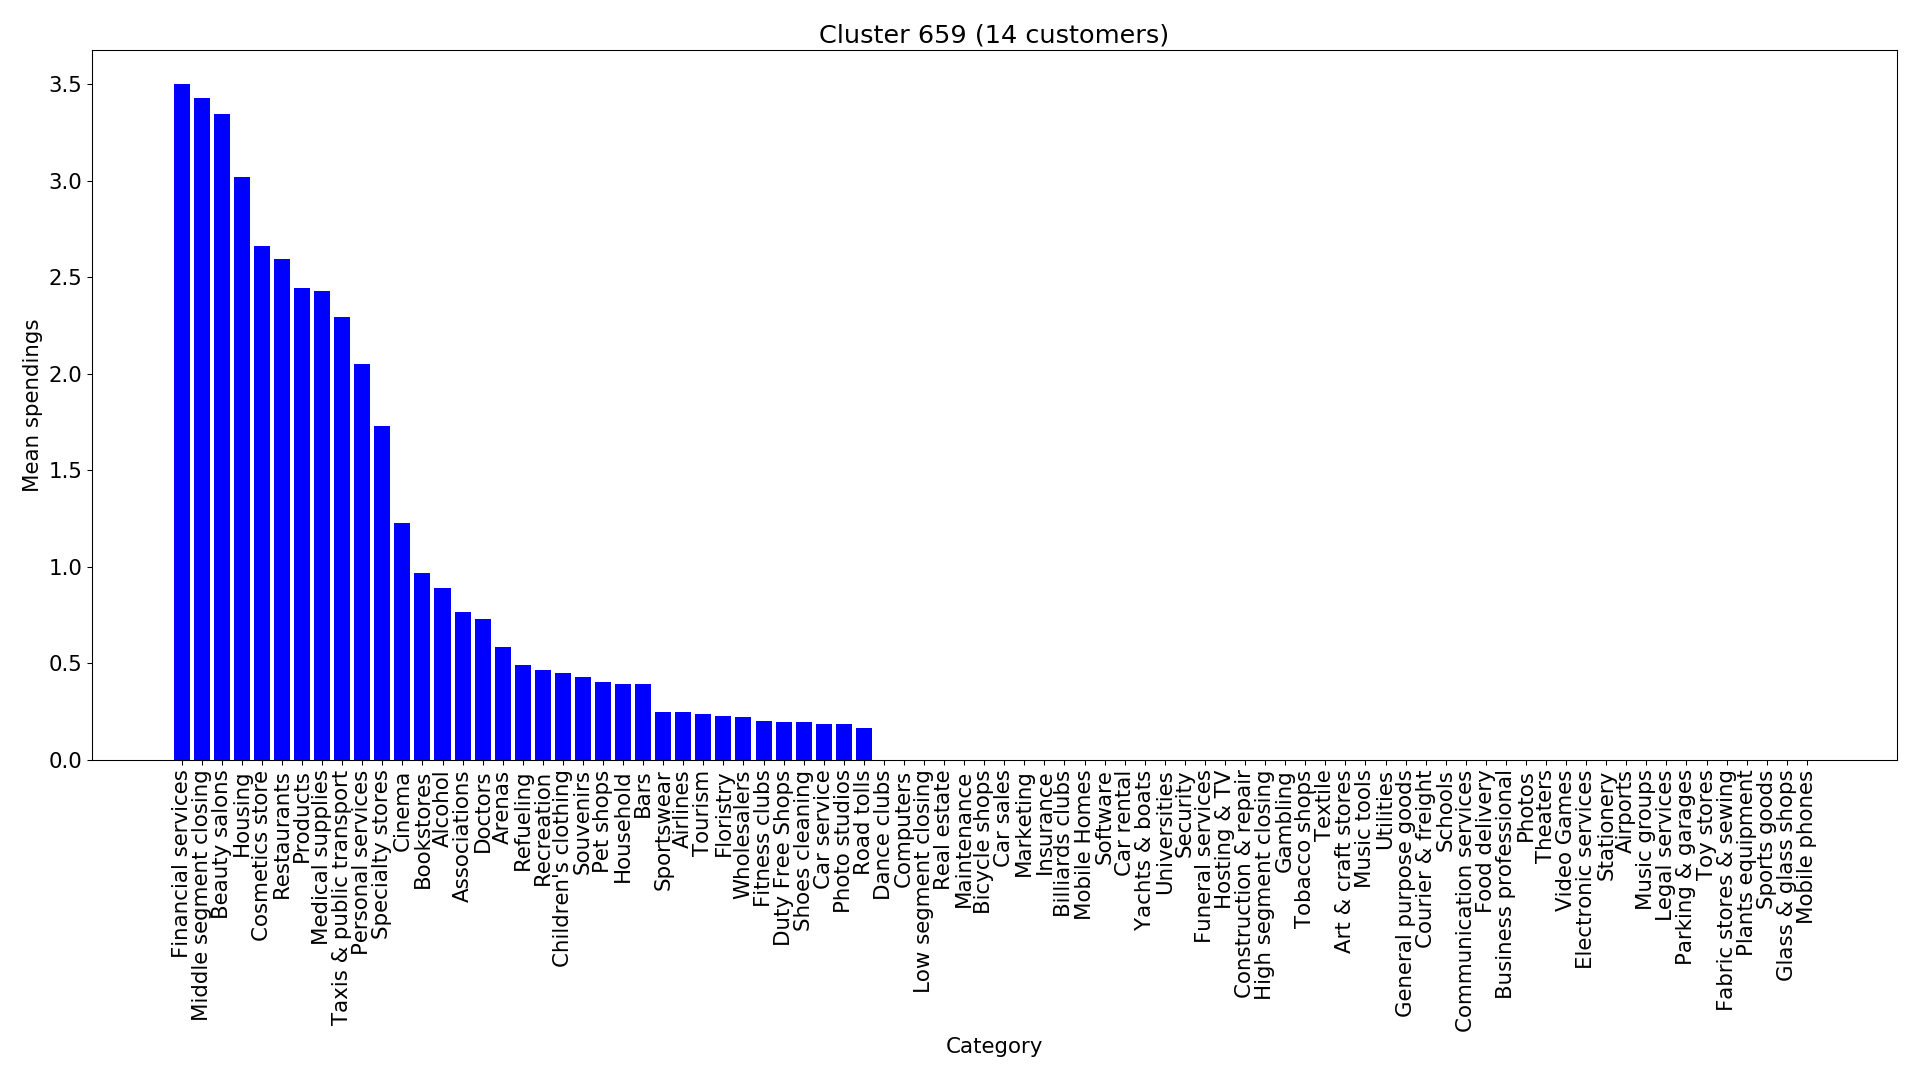 Cluster 659 (14 customers)
Mean spendings
3.5
3.0
2.5
2.0
1.5
1.0
0.5
0.0
Financial services
Middle segment closing
Beauty salons
Housing
Cosmetics store
Restaurants
Products
Medical supplies
Taxis & public transport
Personal services
Specialty stores
Cinema
Bookstores
Alcohol
Associations
Doctors
Arenas
Refueling
Recreation
Children's clothing
Souvenirs
Pet shops
Household
Bars
Sportswear
Airlines
Tourism
Floristry
Wholesalers
Fitness clubs
Duty Free Shops
Shoes cleaning
Car service
Photo studios
Road tolls
Dance clubs
Computers
Low segment closing
Real estate
Maintenance
Bicycle shops
Car sales
Marketing
Insurance
Billiards clubs
Mobile Homes
Software
Car rental
Yachts & boats
Universities
Security
Funeral services
Hosting & TV
Construction & repair
High segment closing
Gambling
Tobacco shops
Textile
Art & craft stores
Music tools
Utilities
General purpose goods
Courier & freight
Schools
Communication services
Food delivery
Business professional
Photos
Theaters
Video Games
Electronic services
Stationery
Airports
Music groups
Legal services
Parking & garages
Toy stores
Fabric stores & sewing
Plants equipment
Sports goods
Glass & glass shops
Mobile phones
Category